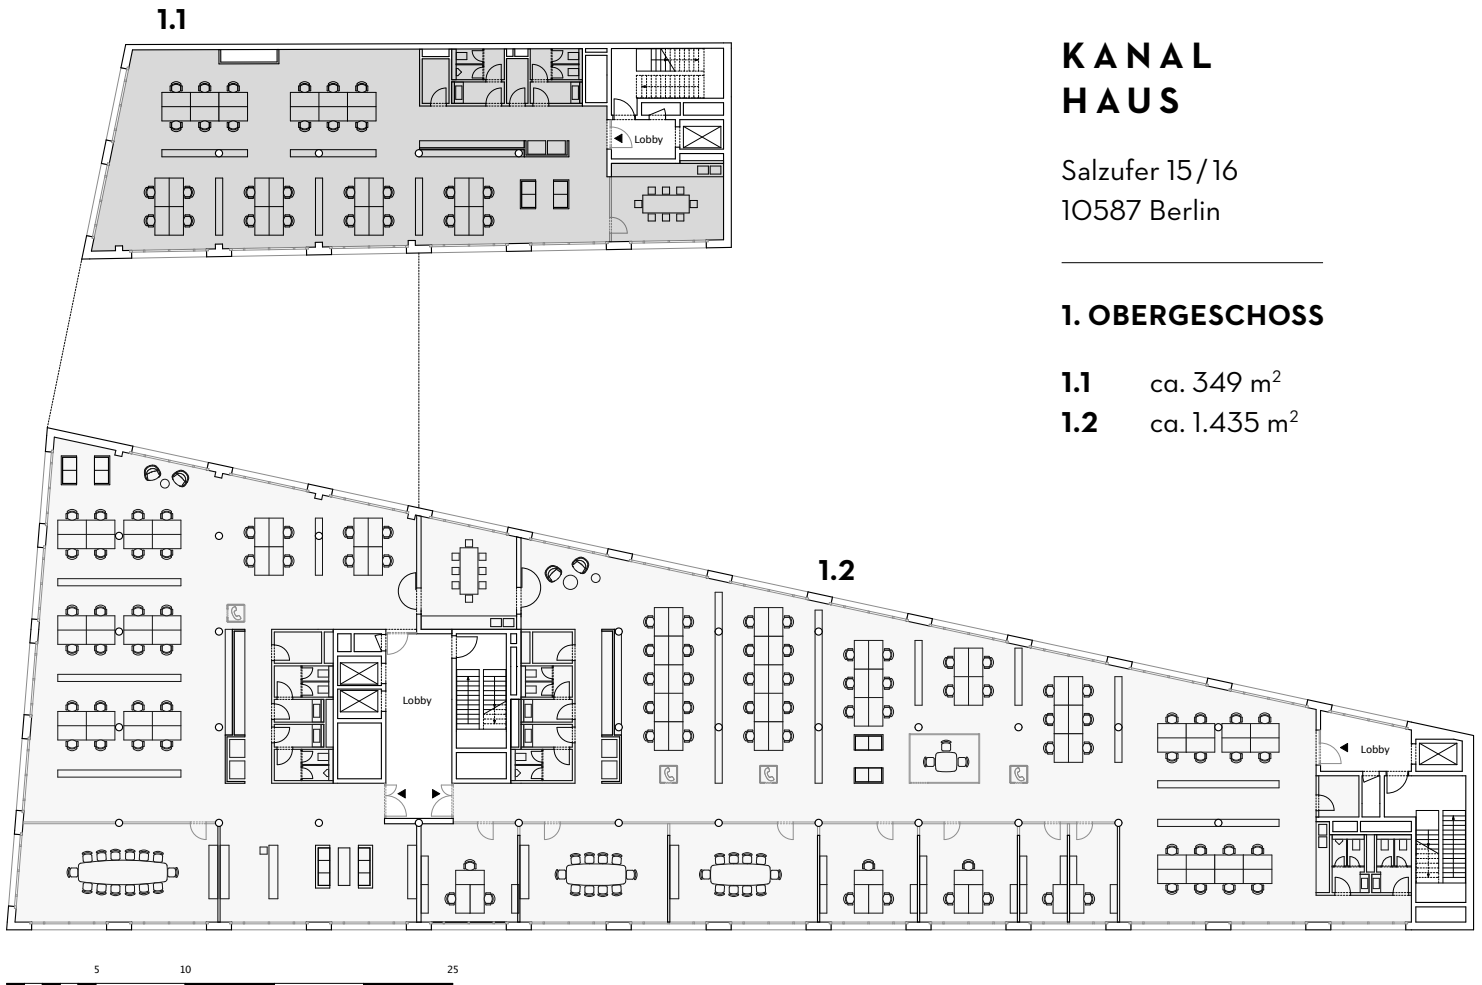 1.1
KANAL
HAUS
Salzufer 15/16
10587 Berlin
1. OBERGESCHOSS
1.1 ca. 349 m²
1.2 ca. 1.435 m²
Lobby
1.2
Lobby
Lobby
5 10 25